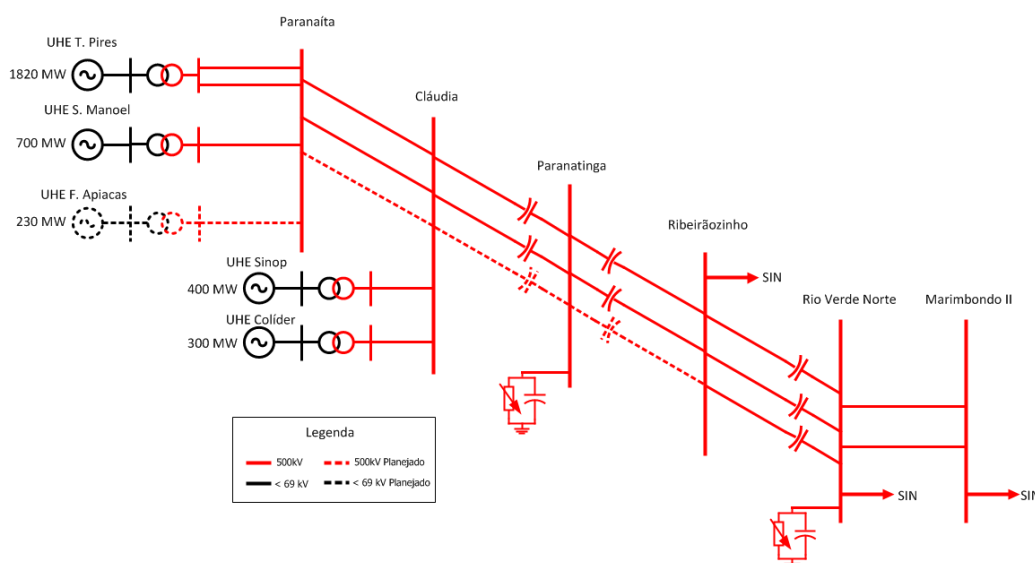 Paranaíta
UHE T. Pires
1820 MW
Cláudia
UHE S. Manoel
700 MW
Paranatinga
UHE F. Apiacas
230 MW
Ribeirãozinho
UHE Sinop
400 MW
SIN
Rio Verde Norte
Marimbondo II
UHE Colíder
300 MW
Legenda
500kV
500kV Planejado
< 69 kV
< 69 kV Planejado
SIN
SIN